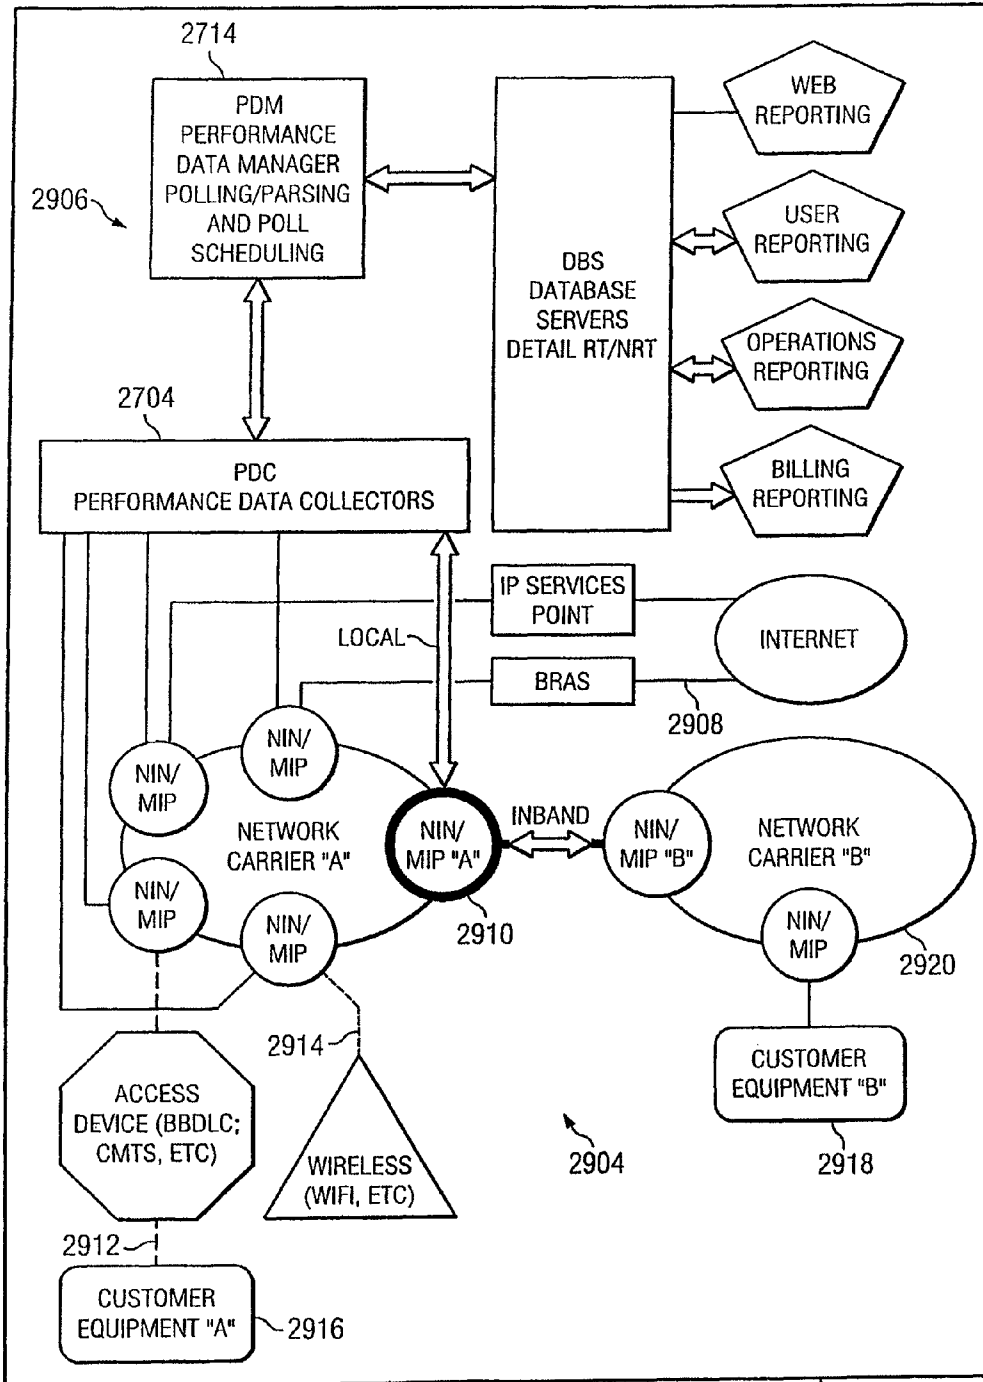 2714
PDM
PERFORMANCE
DATA MANAGER
POLLING/PARSING
AND POLL
SCHEDULING
2906
DBS
DATABASE
SERVERS
DETAIL RT/NRT
WEB
REPORTING
USER
REPORTING
OPERATIONS
REPORTING
BILLING
REPORTING
2704
PDC
PERFORMANCE DATA COLLECTORS
LOCAL
IP SERVICES
POINT
BRAS
INTERNET
2908
NIN/
MIP
NIN/
MIP
NETWORK
CARRIER "A"
NIN/
MIP "A"
INBAND
NIN/
MIP "B"
NETWORK
CARRIER "B"
NIN/
MIP
NIN/
MIP
2910
NIN/
MIP
2920
2914
ACCESS
DEVICE (BBDLC;
CMTS, ETC)
WIRELESS
(WIFI, ETC)
CUSTOMER
EQUIPMENT "B"
2904
2918
2912
CUSTOMER
EQUIPMENT "A"
2916